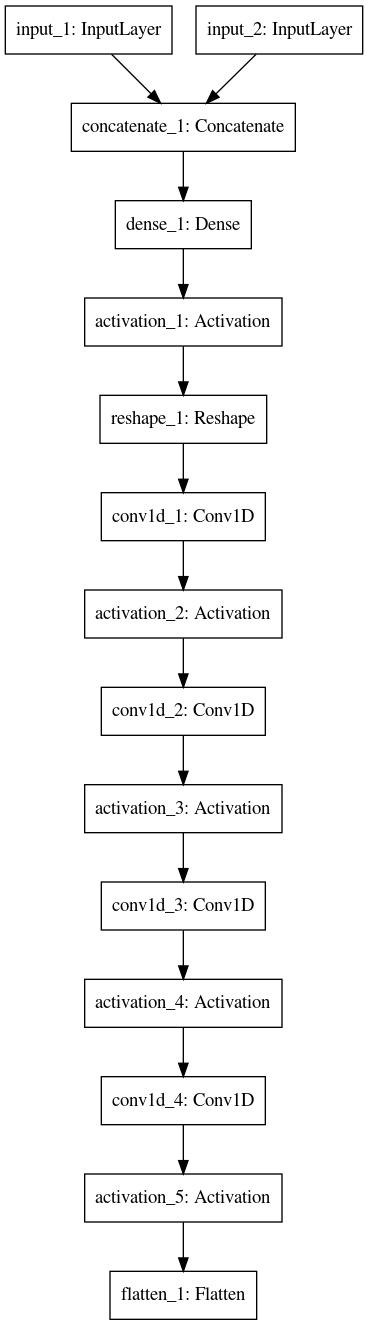 input_1: InputLayer
input_2: InputLayer
concatenate_1: Concatenate
dense_1: Dense
activation_1: Activation
reshape_1: Reshape
conv1d_1: Conv1D
activation_2: Activation
conv1d_2: Conv1D
activation_3: Activation
conv1d_3: Conv1D
activation_4: Activation
conv1d_4: Conv1D
activation_5: Activation
flatten_1: Flatten